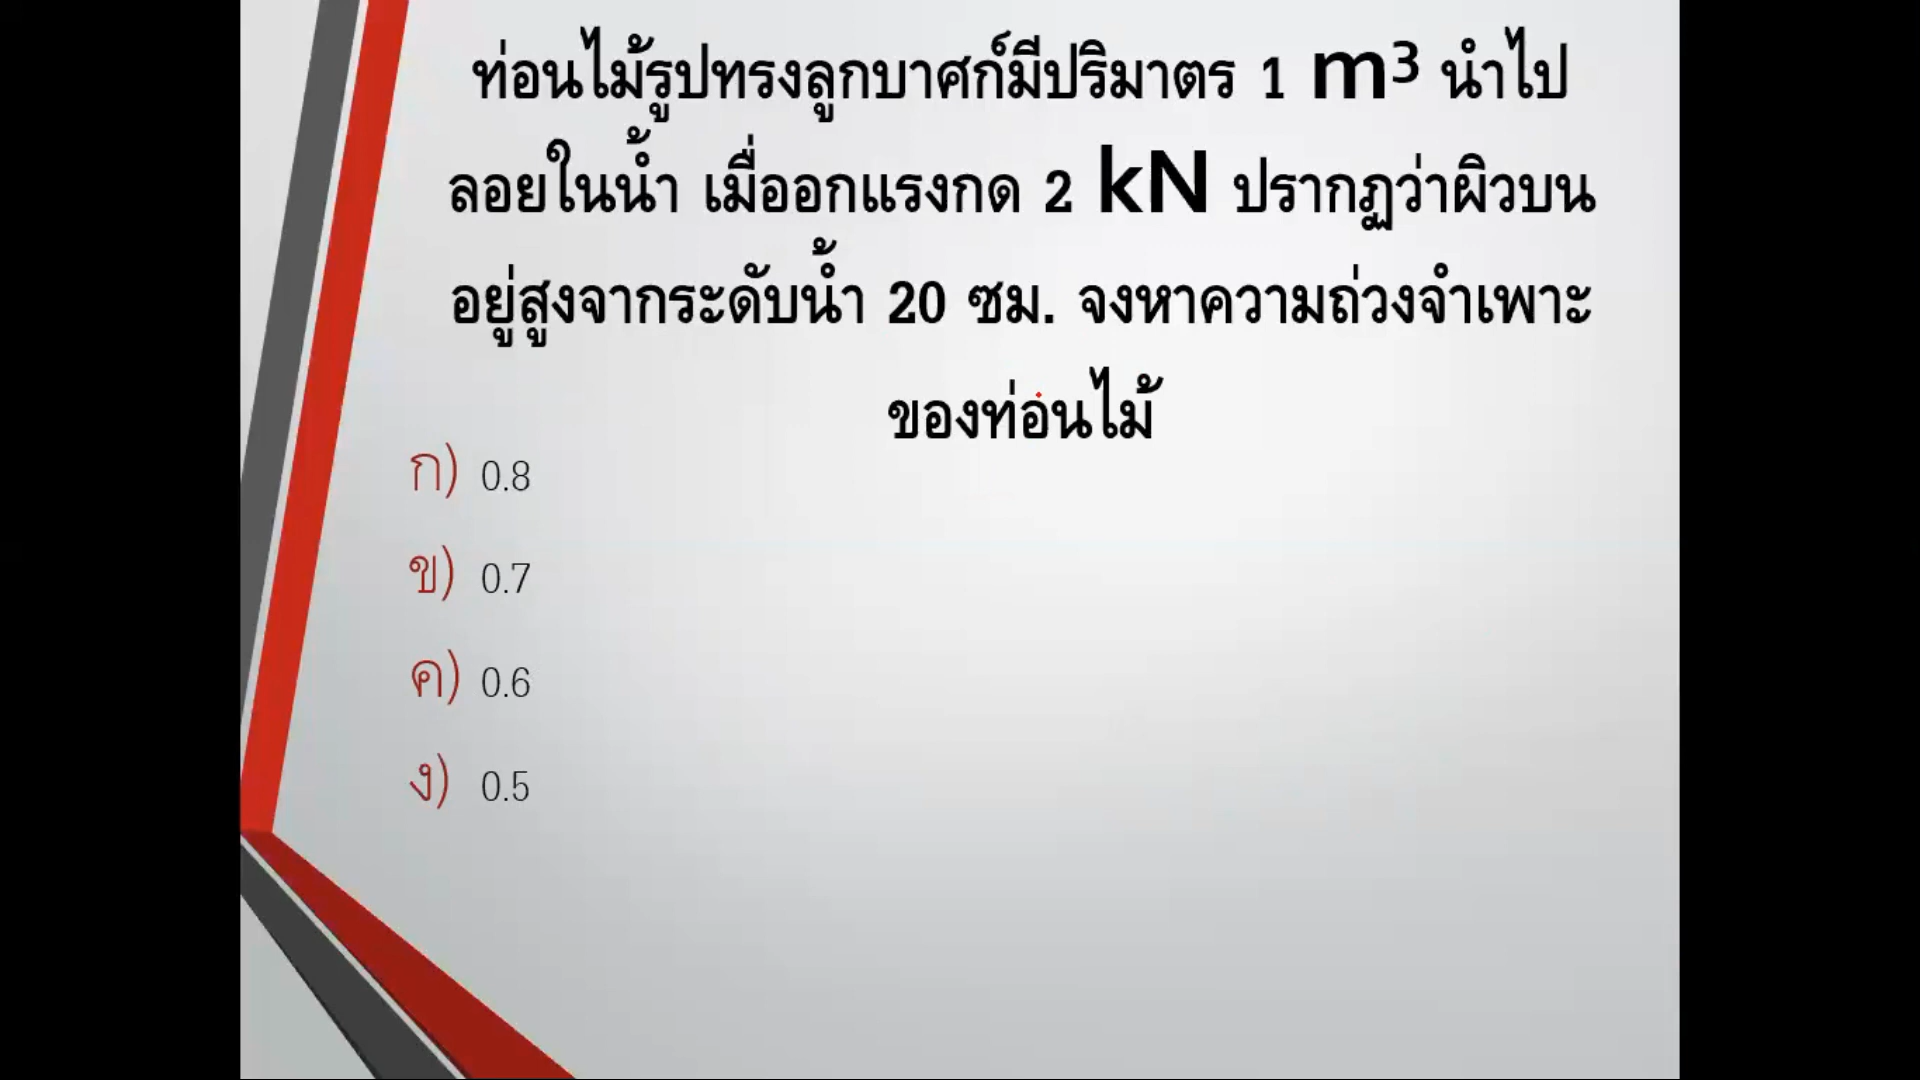 ท่อนไม้รูปทรงลูกบาศก์มีปริมาตร 1 m³ นำไป
ลอยในน้ำ เมื่อออกแรงกด 2 kN ปรากฏว่าผิวบน
อยู่สูงจากระดับน้ำ 20 ซม. จงหาความถ่วงจำเพาะ
ของท่อนไม้
ก) 0.8
ข) 0.7
ค) 0.6
ง) 0.5